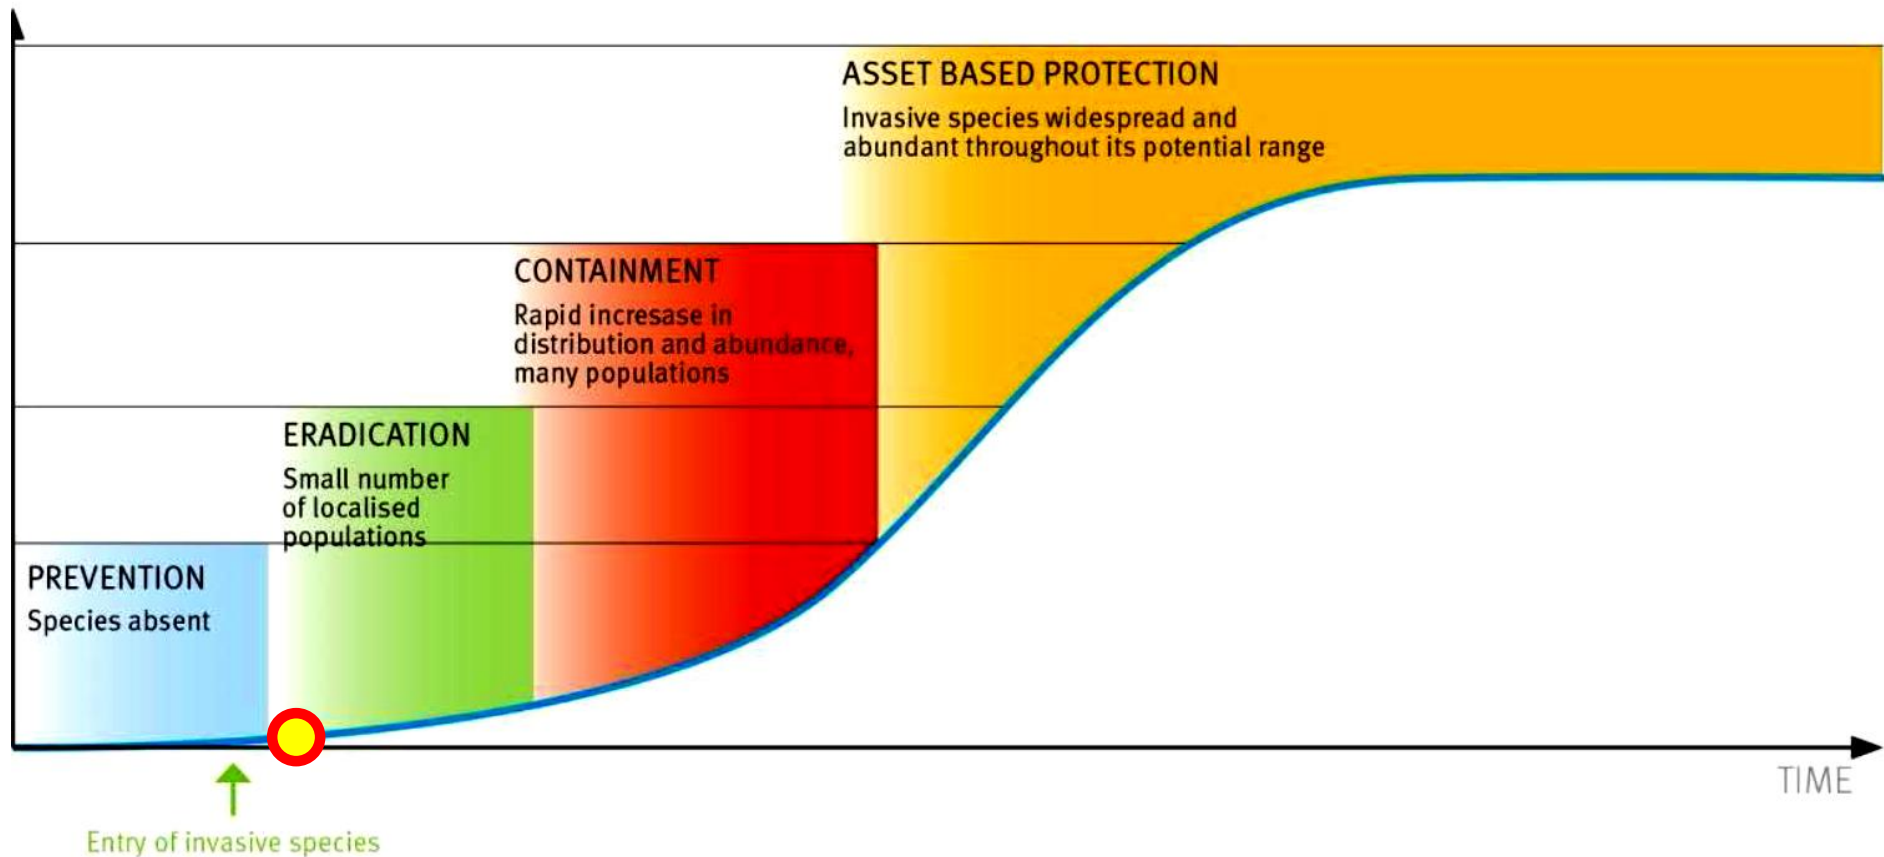 ASSET BASED PROTECTION
Invasive species widespread and
abundant throughout its potential range
CONTAINMENT
Rapid incresase in
distribution and abundance,
many populations
ERADICATION
Small number
of localised
populations
PREVENTION
Species absent
TIME
Entry of invasive species